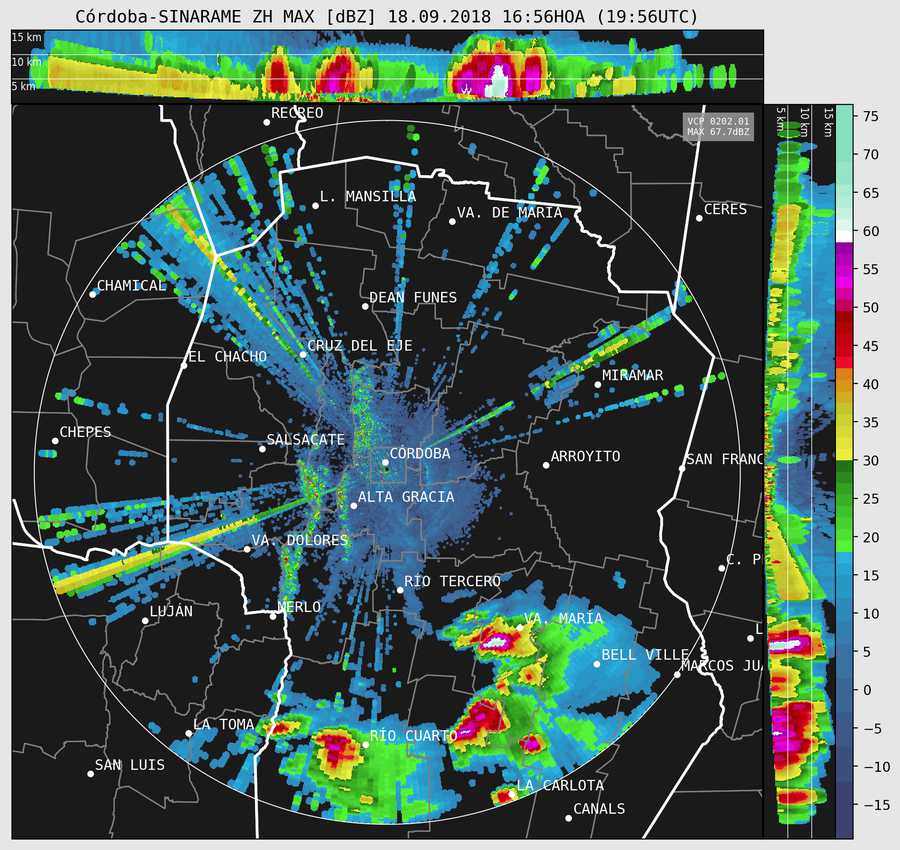 Córdoba-SINARAME ZH MAX [dBZ] 18.09.2018 16:56HOA (19:56UTC)
15 km
10 km
5 km
5 km
10 km
15 km
VCP 0202.01
MAX 67.7dBZ
RECREO
L. MANSILLA
VA. DE MARÍA
CERES
CHAMICAL
DEAN FUNES
EL CHACHO
CRUZ DEL EJE
MIRAMAR
CHEPES
SALSACATE
CÓRDOBA
ARROYITO
SAN FRANC
ALTA GRACIA
VA. DOLORES
RÍO TERCERO
C. P
LUJÁN
MERLO
VA. MARÍA
L
BELL VILLE
MARCOS JUÁ
LA TOMA
RÍO CUARTO
SAN LUIS
LA CARLOTA
CANALS
75
70
65
60
55
50
45
40
35
30
25
20
15
10
5
0
−5
−10
−15